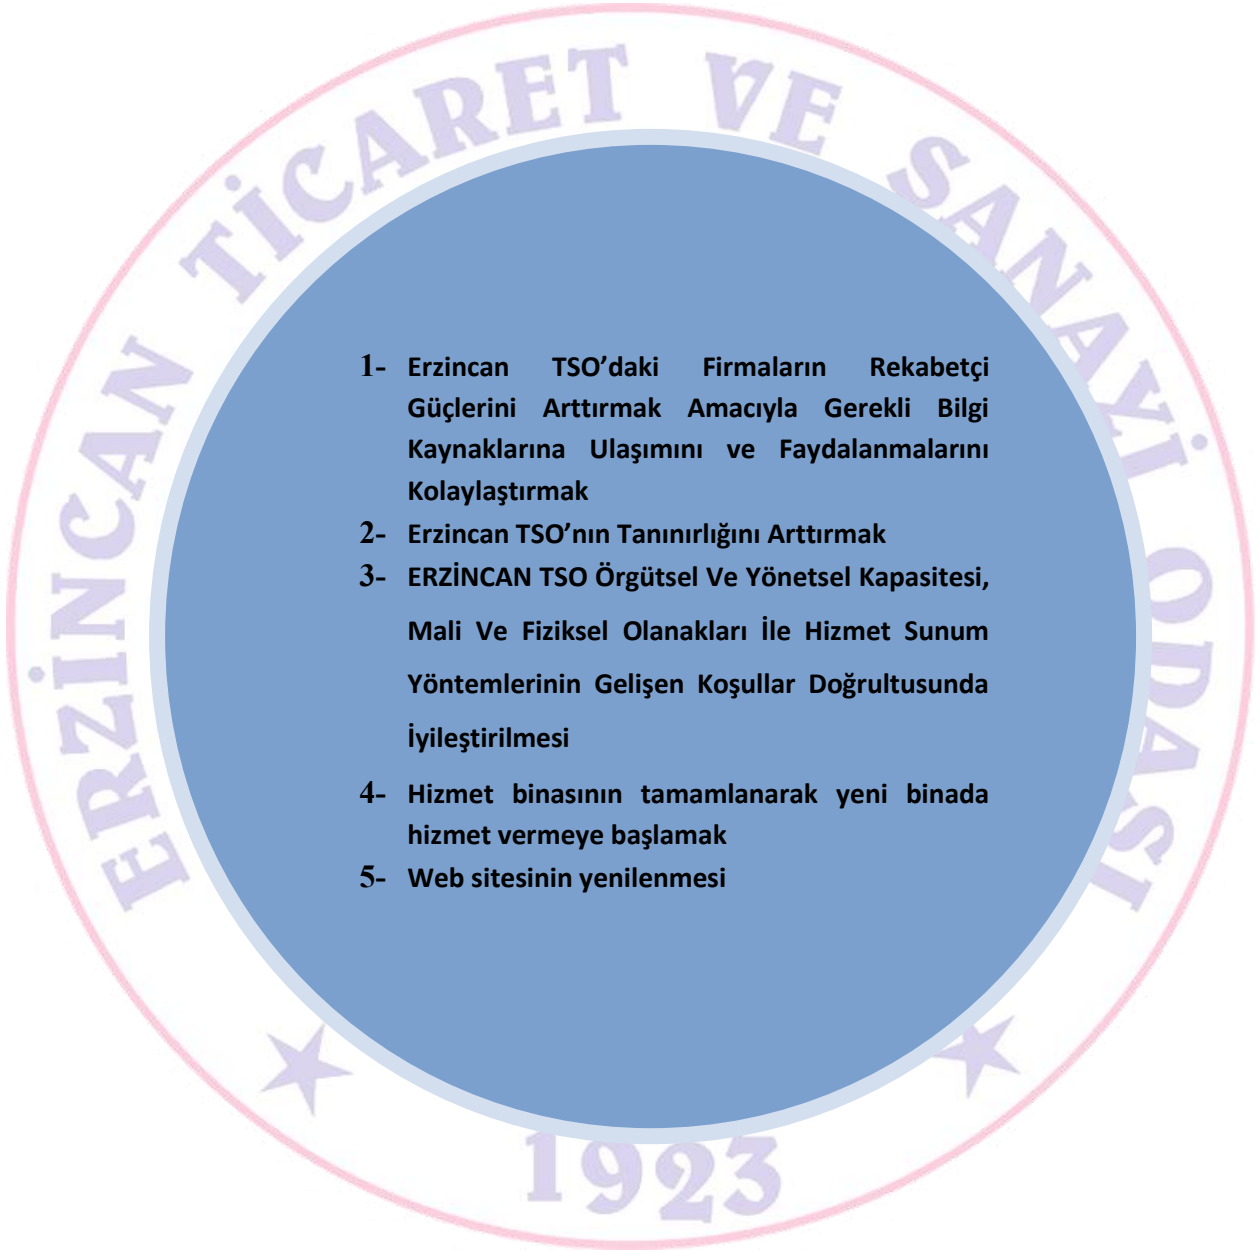 ERZİNCAN TİCARET VE SANAYİ ODASI
1- Erzincan TSO’daki Firmaların Rekabetçi
Güçlerini Arttırmak Amacıyla Gerekli Bilgi
Kaynaklarına Ulaşımını ve Faydalanmalarını
Kolaylaştırmak
2- Erzincan TSO’nın Tanınırlığını Arttırmak
3- ERZİNCAN TSO Örgütsel Ve Yönetsel Kapasitesi,
Mali Ve Fiziksel Olanakları İle Hizmet Sunum
Yöntemlerinin Gelişen Koşullar Doğrultusunda
İyileştirilmesi
4- Hizmet binasının tamamlanarak yeni binada
hizmet vermeye başlamak
5- Web sitesinin yenilenmesi
1923